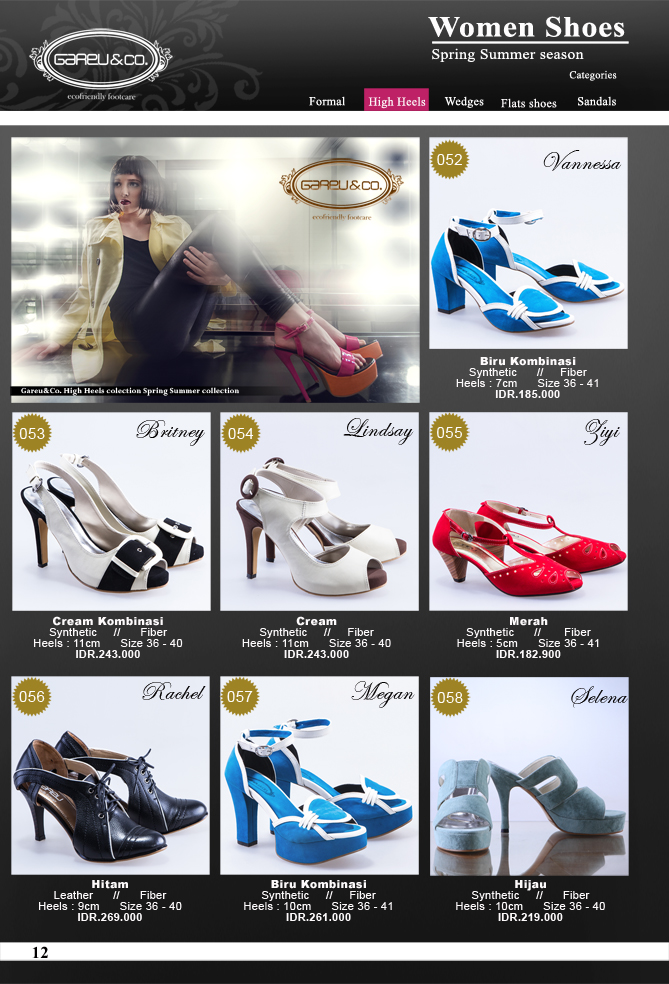 Women Shoes
GAREU&CO.
Spring Summer season
ecofriendly footcare
Categories
Formal High Heels Wedges Flats shoes Sandals
GAREU&CO.
ecofriendly footcare
Gareu&Co. High Heels colection Spring Summer collection
052 Vannessa
Biru Kombinasi
Synthetic // Fiber
Heels : 7cm Size 36 - 41
IDR.185.000
053 Britney
Cream Kombinasi
Synthetic // Fiber
Heels : 11cm Size 36 - 40
IDR.243.000
054 Lindsay
Cream
Synthetic // Fiber
Heels : 11cm Size 36 - 40
IDR.243.000
055 Ziyi
Merah
Synthetic // Fiber
Heels : 5cm Size 36 - 41
IDR.182.900
056 Rachel
GAREU
Hitam
Leather // Fiber
Heels : 9cm Size 36 - 40
IDR.269.000
057 Megan
Biru Kombinasi
Synthetic // Fiber
Heels : 10cm Size 36 - 41
IDR.261.000
058 Selena
Hijau
Synthetic // Fiber
Heels : 10cm Size 36 - 40
IDR.219.000
12